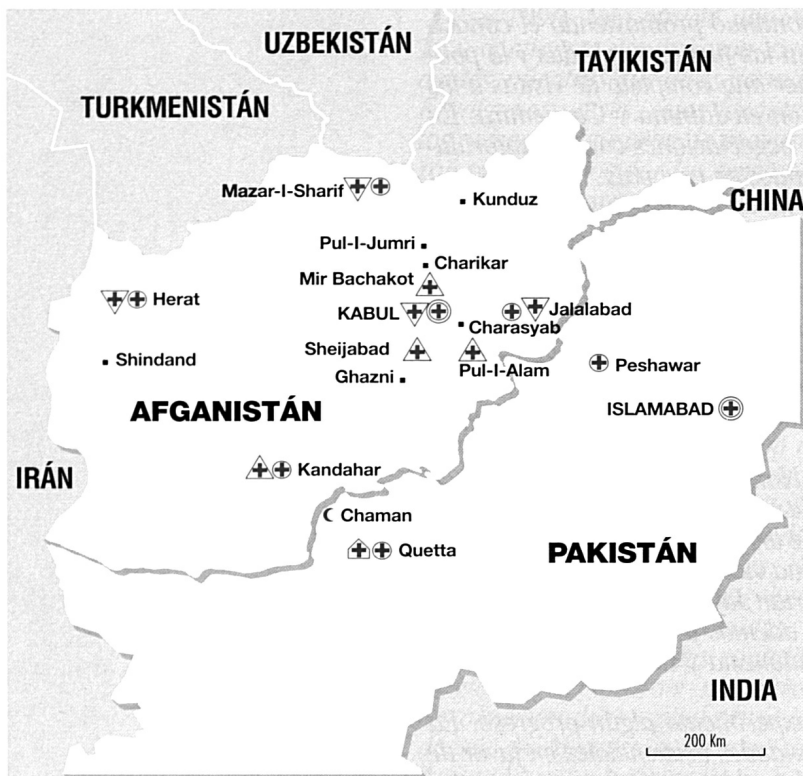 UZBEKISTÁN
TAYIKISTÁN
TURKMENISTÁN
Mazar-I-Sharif
Kunduz
CHINA
Pul-I-Jumri
Charikar
Mir Bachakot
Herat
KABUL
Jalalabad
Charasyab
Shindand
Sheijabad
Pul-I-Alam
Peshawar
Ghazni
ISLAMABAD
AFGANISTÁN
IRÁN
Kandahar
Chaman
Quetta
PAKISTÁN
INDIA
200 Km